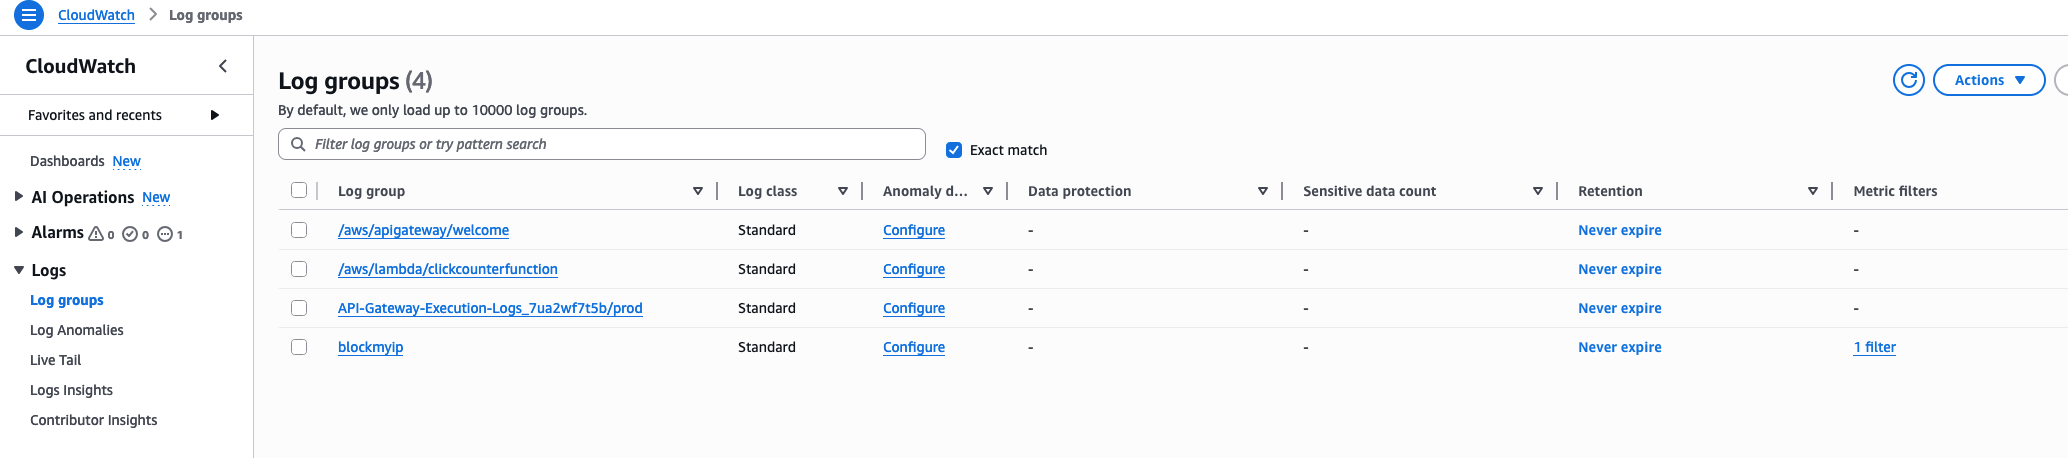 CloudWatch > Log groups
CloudWatch
Favorites and recents
Dashboards New
AI Operations New
Alarms 0 0 1
Logs
Log groups
Log Anomalies
Live Tail
Logs Insights
Contributor Insights
Log groups (4)
By default, we only load up to 10000 log groups.
Actions
Filter log groups or try pattern search
Exact match
Log group Log class Anomaly d... Data protection Sensitive data count Retention Metric filters
/aws/apigateway/welcome Standard Configure - - Never expire -
/aws/lambda/clickcounterfunction Standard Configure - - Never expire -
API-Gateway-Execution-Logs_7ua2wf7t5b/prod Standard Configure - - Never expire -
blockmyip Standard Configure - - Never expire 1 filter